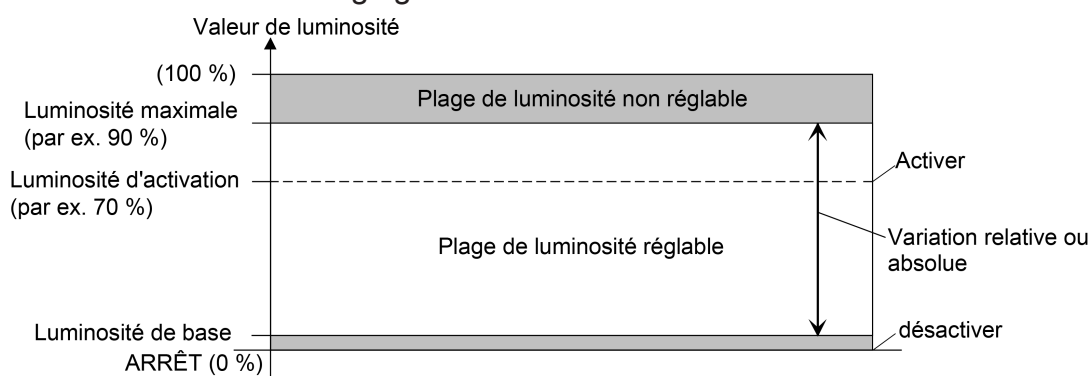 Valeur de luminosité
(100 %)
Plage de luminosité non réglable
Luminosité maximale
(par ex. 90 %)
Activer
Luminosité d'activation
(par ex. 70 %)
Variation relative ou
absolue
Plage de luminosité réglable
Luminosité de base
désactiver
ARRÊT (0 %)